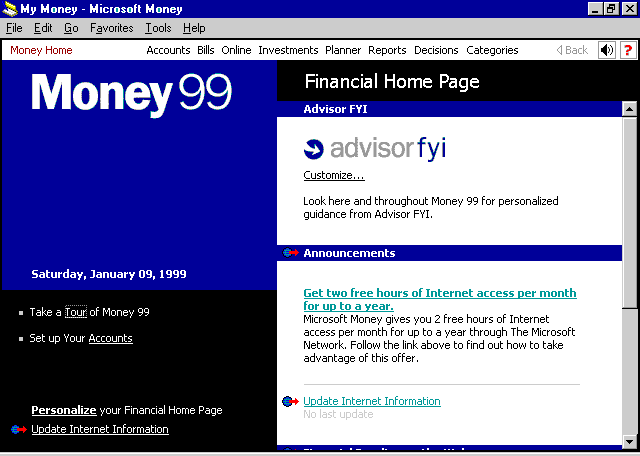 My Money - Microsoft Money
File Edit Go Favorites Tools Help
Money Home Accounts Bills Online Investments Planner Reports Decisions Categories Back ?
Money 99
Saturday, January 09, 1999
Take a Tour of Money 99
Set up Your Accounts
Personalize your Financial Home Page
Update Internet Information
Financial Home Page
Advisor FYI
advisor fyi
Customize...
Look here and throughout Money 99 for personalized
guidance from Advisor FYI.
Announcements
Get two free hours of Internet access per month
for up to a year.
Microsoft Money gives you 2 free hours of Internet
access per month for up to a year through The Microsoft
Network. Follow the link above to find out how to take
advantage of this offer.
Update Internet Information
No last update